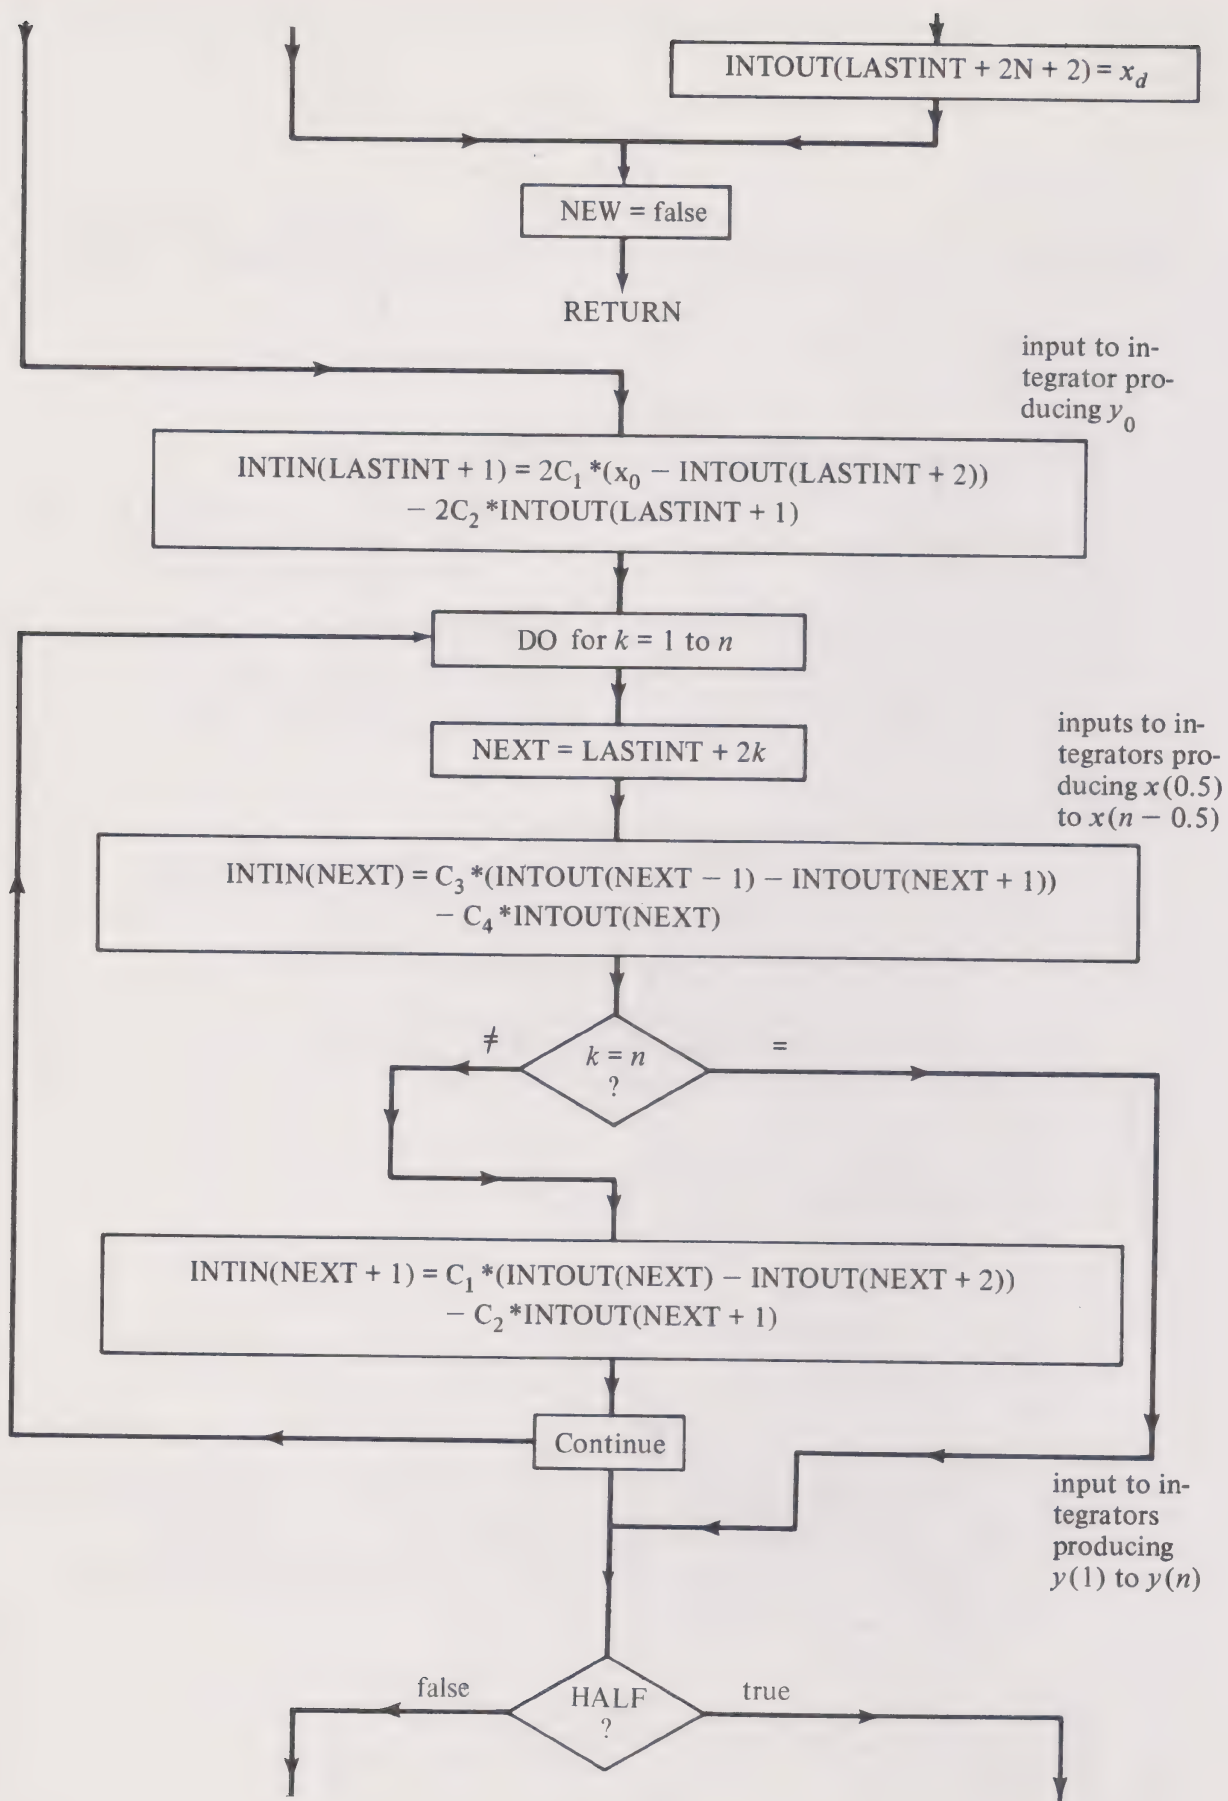 INTOUT(LASTINT + 2N + 2) = x_d
NEW = false
RETURN
input to in-
tegrator pro-
ducing y_0
INTIN(LASTINT + 1) = 2C_1*(x_0 − INTOUT(LASTINT + 2))
− 2C_2*INTOUT(LASTINT + 1)
DO for k = 1 to n
NEXT = LASTINT + 2k
inputs to in-
tegrators pro-
ducing x(0.5)
to x(n − 0.5)
INTIN(NEXT) = C_3*(INTOUT(NEXT − 1) − INTOUT(NEXT + 1))
− C_4*INTOUT(NEXT)
≠
k = n
?
=
INTIN(NEXT + 1) = C_1*(INTOUT(NEXT) − INTOUT(NEXT + 2))
− C_2*INTOUT(NEXT + 1)
Continue
input to in-
tegrators
producing
y(1) to y(n)
false
HALF
?
true